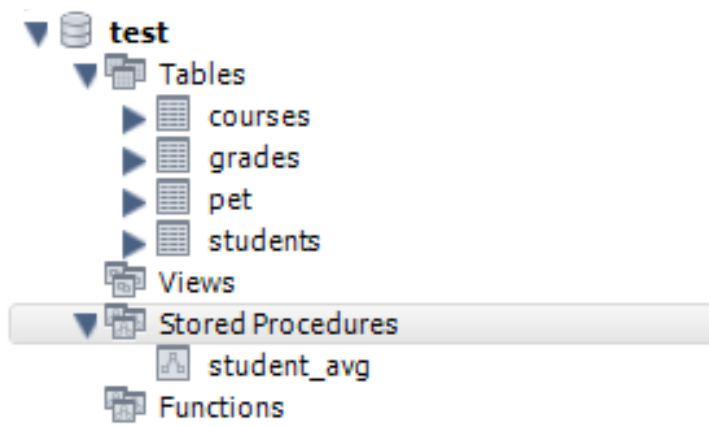 test
Tables
courses
grades
pet
students
Views
Stored Procedures
student_avg
Functions